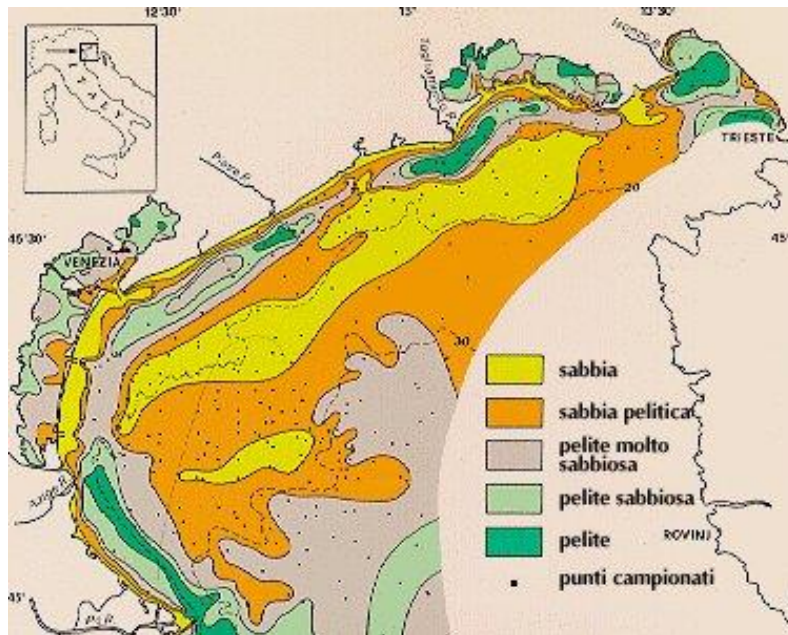 12°30'
13°
13°30'
ITALY
Isonzo R.
TRIESTE
Piave R.
20
45°30'
45°
VENEZIA
30
sabbia
sabbia pelitica
pelite molto
sabbiosa
pelite sabbiosa
pelite
ROVINJ
punti campionati
45°
Po R.